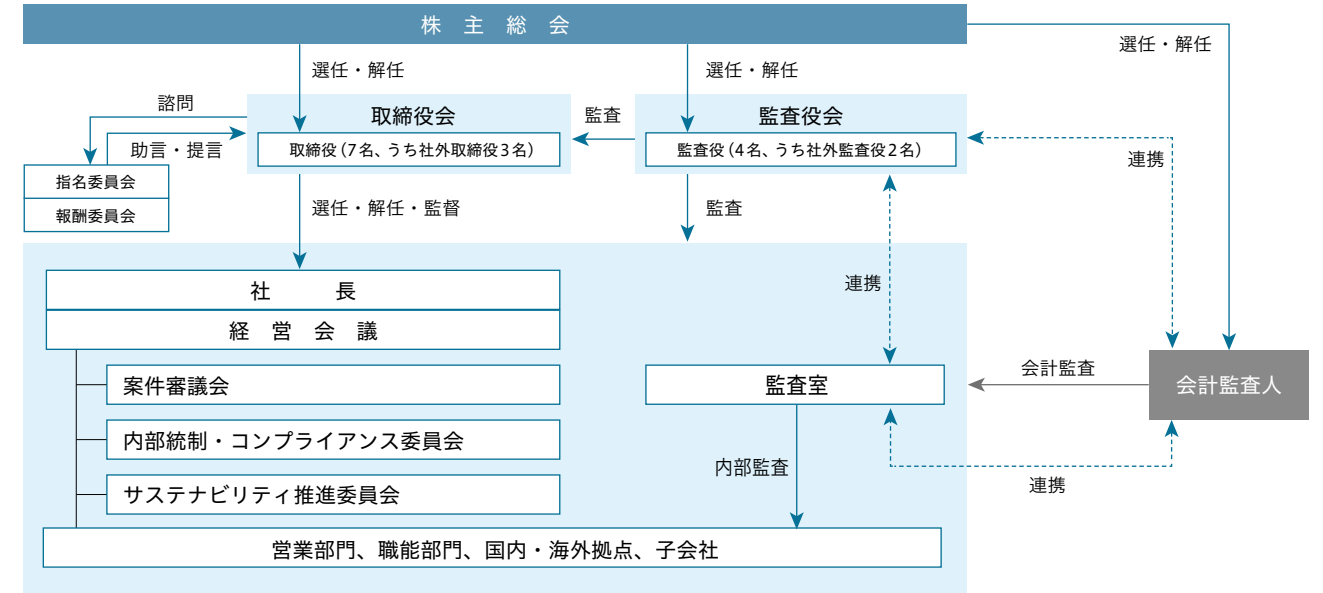 株主総会
選任・解任
選任・解任
選任・解任
諮問
助言・提言
指名委員会
報酬委員会
取締役会
取締役(7名、うち社外取締役3名)
監査
監査役会
監査役(4名、うち社外監査役2名)
連携
選任・解任・監督
監査
社長
経営会議
案件審議会
内部統制・コンプライアンス委員会
サステナビリティ推進委員会
連携
監査室
会計監査
会計監査人
内部監査
連携
営業部門、職能部門、国内・海外拠点、子会社